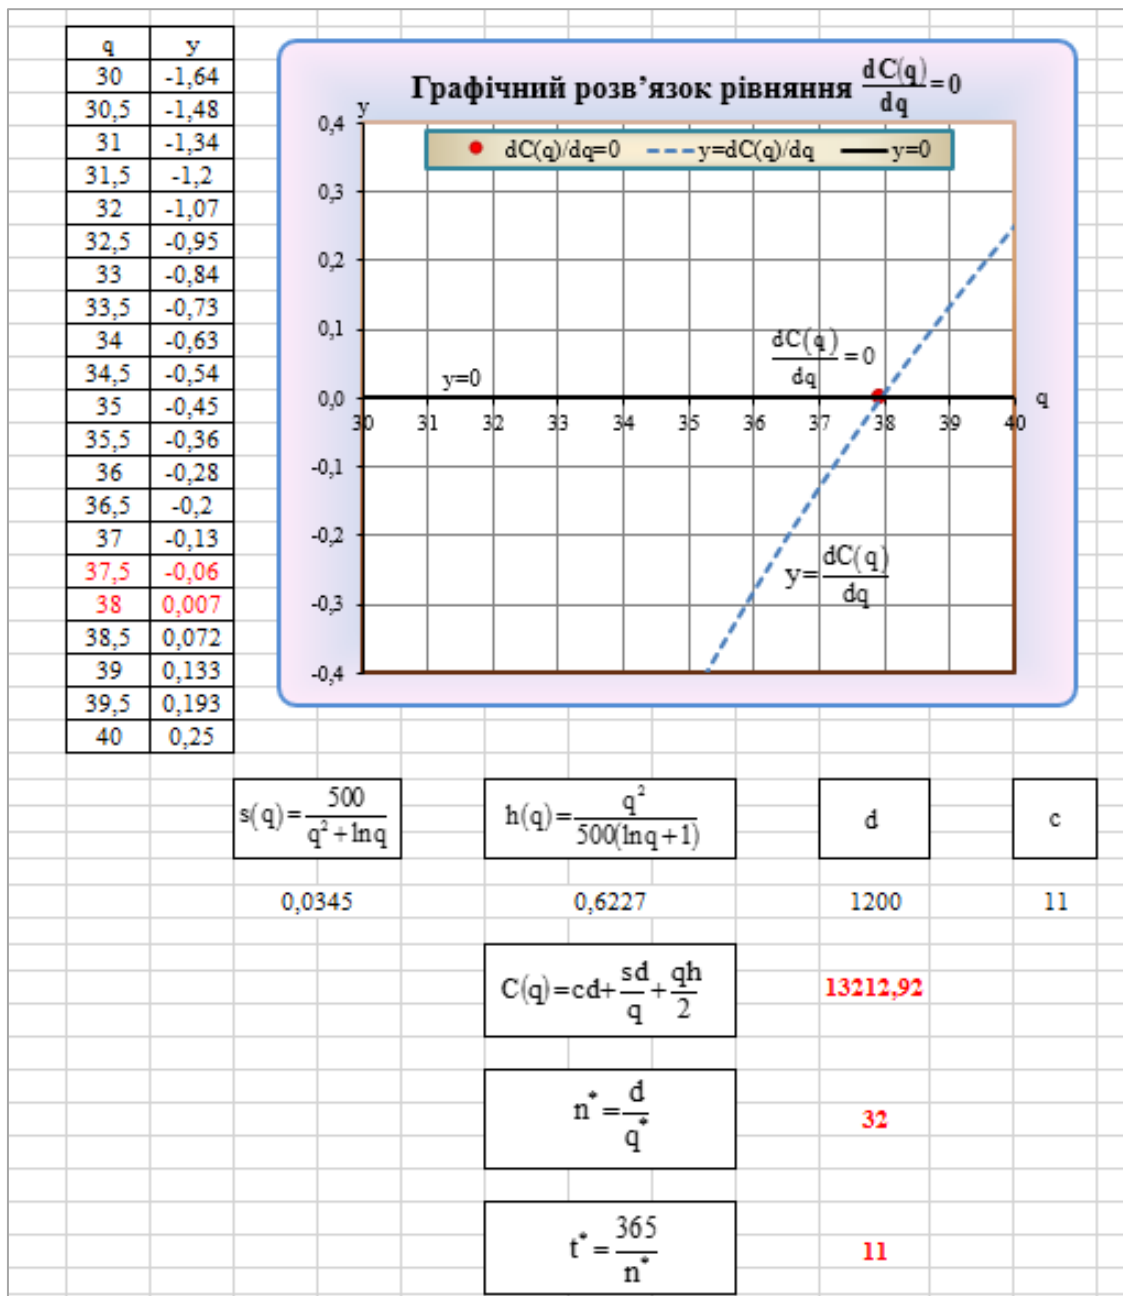 q y
30 -1,64
30,5 -1,48
31 -1,34
31,5 -1,2
32 -1,07
32,5 -0,95
33 -0,84
33,5 -0,73
34 -0,63
34,5 -0,54
35 -0,45
35,5 -0,36
36 -0,28
36,5 -0,2
37 -0,13
37,5 -0,06
38 0,007
38,5 0,072
39 0,133
39,5 0,193
40 0,25
Графічний розв’язок рівняння dC(q)/dq=0
y
dC(q)/dq=0 y=dC(q)/dq y=0
0,4
0,3
0,2
0,1
0,0
-0,1
-0,2
-0,3
-0,4
y=0
dC(q)/dq=0
q
30 31 32 33 34 35 36 37 38 39 40
y=dC(q)/dq
s(q)=500/(q²+lnq) h(q)=q²/500(lnq+1) d c
0,0345 0,6227 1200 11
C(q)=cd+sd/q+qh/2 13212,92
n*=d/q* 32
t*=365/n* 11